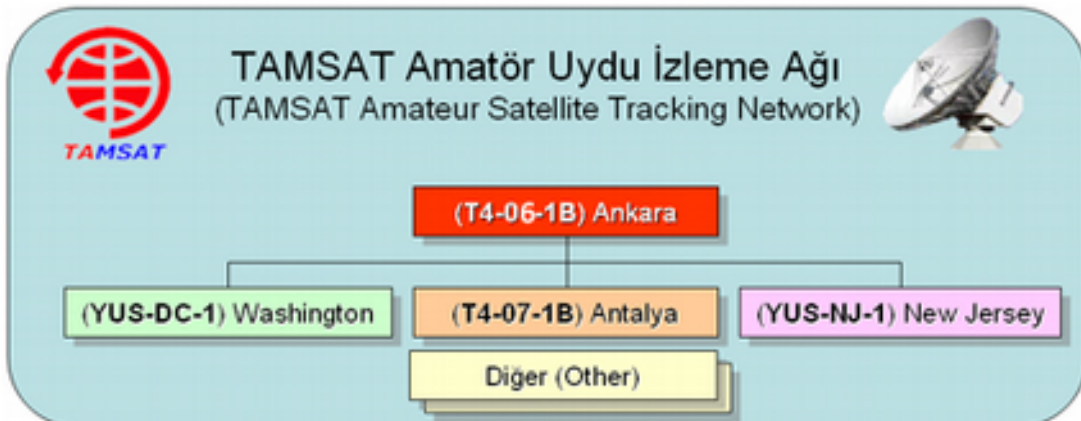 TAMSAT Amatör Uydu İzleme Ağı
(TAMSAT Amateur Satellite Tracking Network)
TAMSAT
(T4-06-1B) Ankara
(YUS-DC-1) Washington
(T4-07-1B) Antalya
(YUS-NJ-1) New Jersey
Diğer (Other)